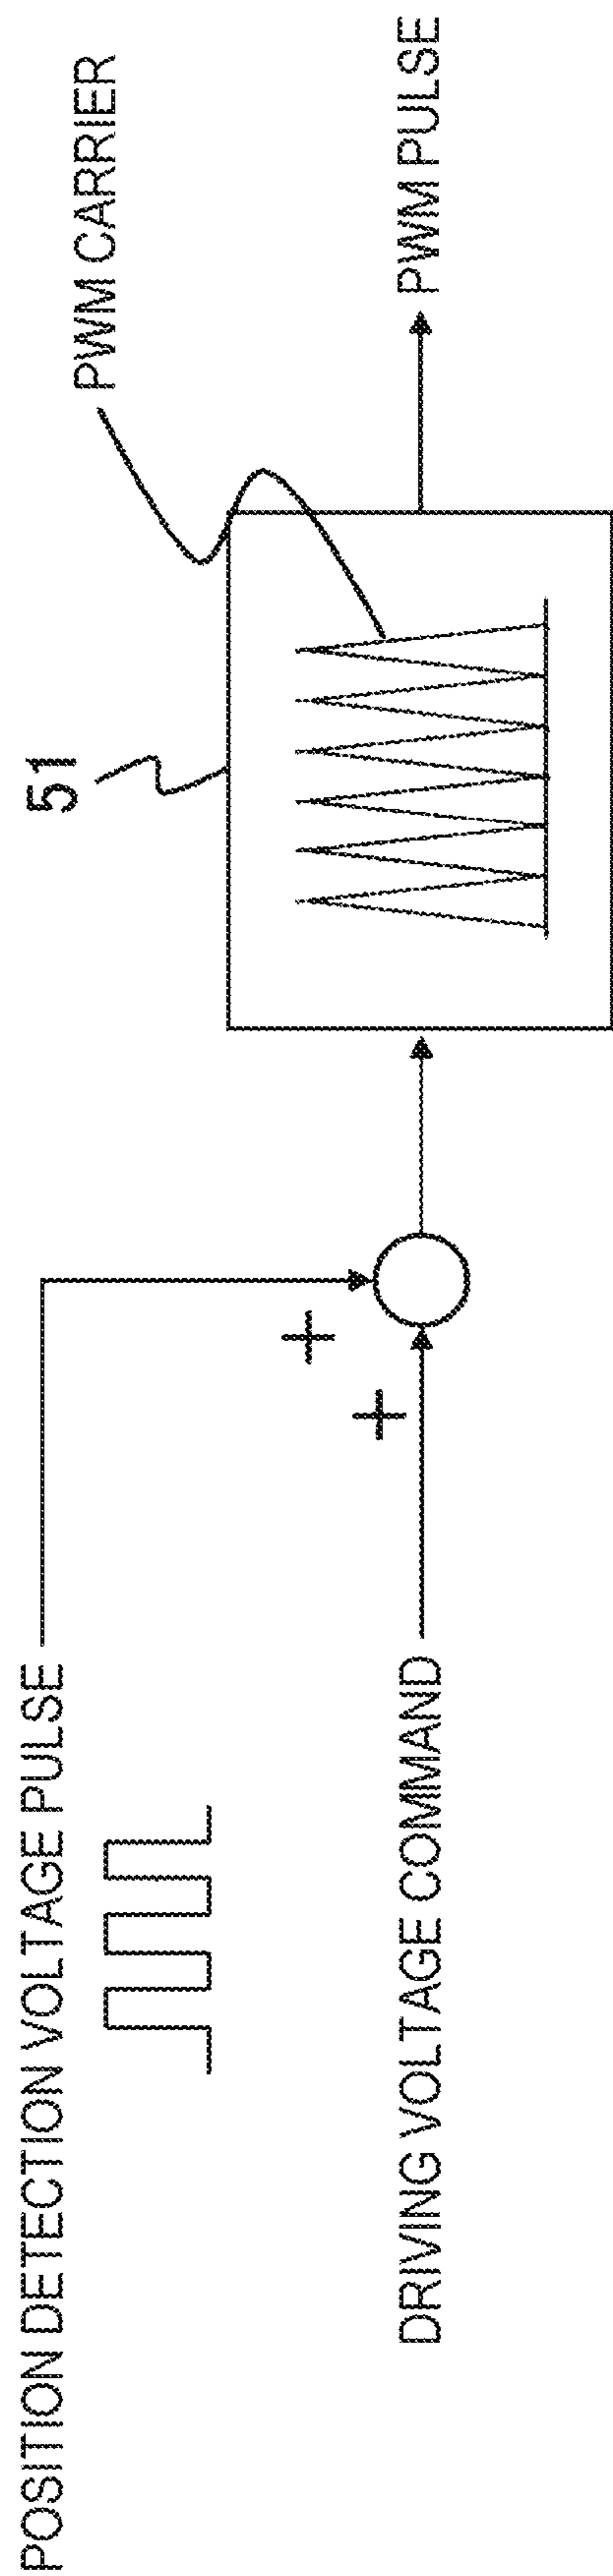 POSITION DETECTION VOLTAGE PULSE
DRIVING VOLTAGE COMMAND
+
+
51
PWM CARRIER
PWM PULSE